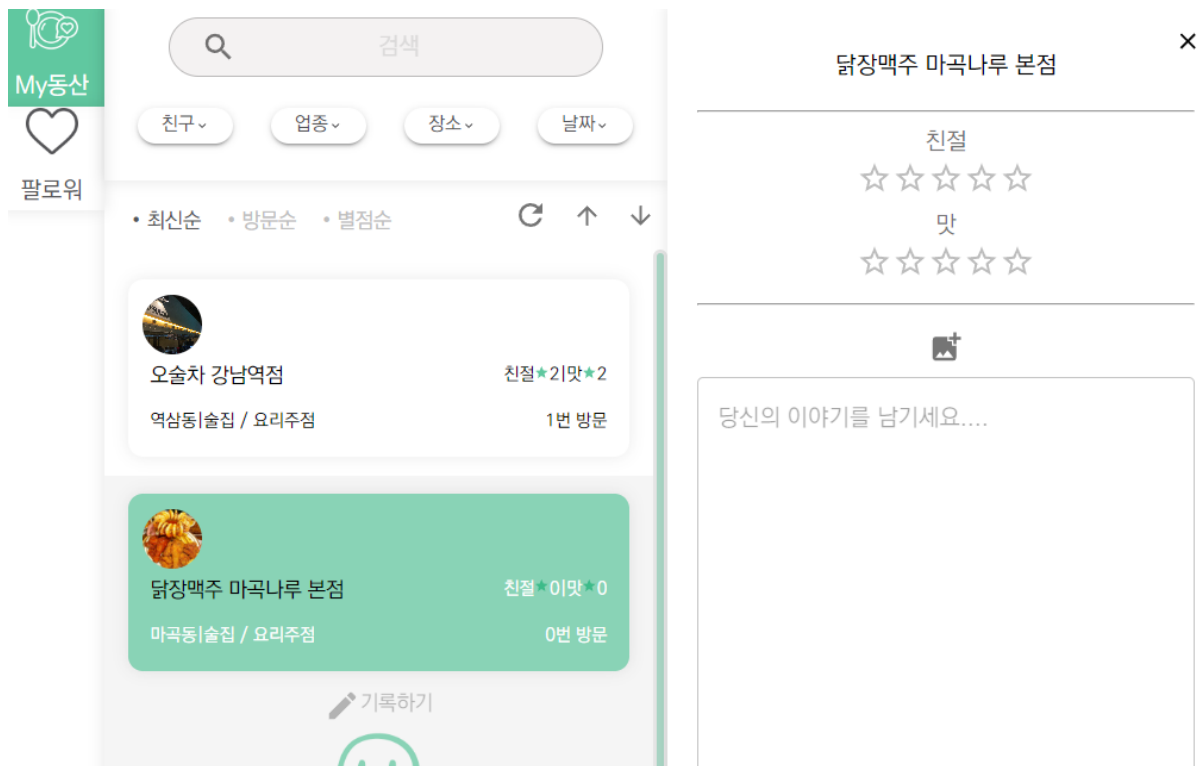 My동산
팔로워
검색
친구
업종
장소
날짜
• 최신순 • 방문순 • 별점순
오술차 강남역점 친절★2|맛★2
역삼동|술집 / 요리주점 1번 방문
닭장맥주 마곡나루 본점 친절★0|맛★0
마곡동|술집 / 요리주점 0번 방문
기록하기
닭장맥주 마곡나루 본점
친절
맛
당신의 이야기를 남기세요....